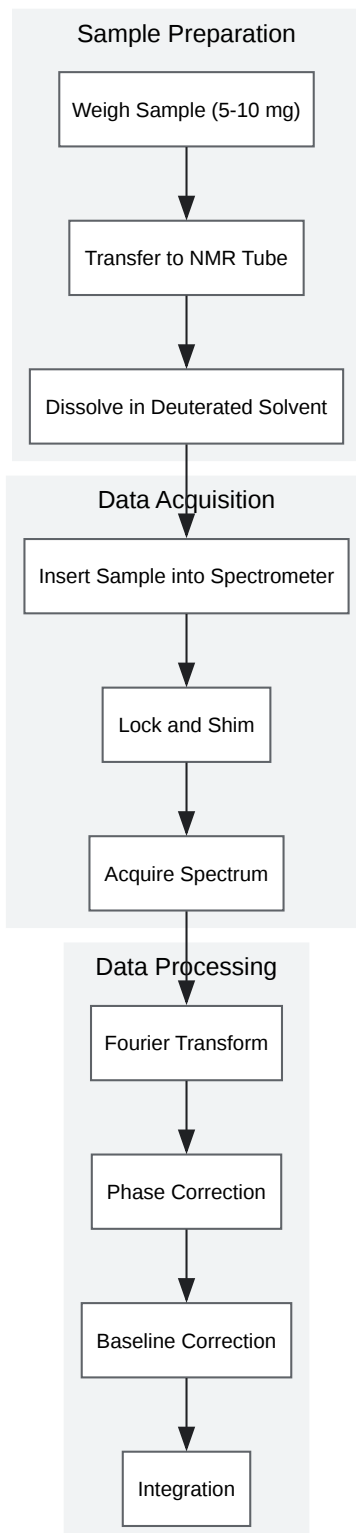 Sample Preparation
Weigh Sample (5-10 mg)
Transfer to NMR Tube
Dissolve in Deuterated Solvent
Data Acquisition
Insert Sample into Spectrometer
Lock and Shim
Acquire Spectrum
Data Processing
Fourier Transform
Phase Correction
Baseline Correction
Integration